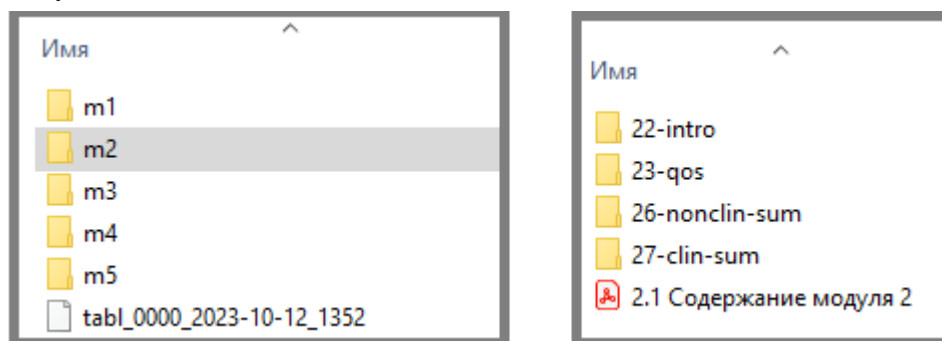 Имя
m1
m2
m3
m4
m5
tabl_0000_2023-10-12_1352
Имя
22-intro
23-qos
26-nonclin-sum
27-clin-sum
2.1 Содержание модуля 2